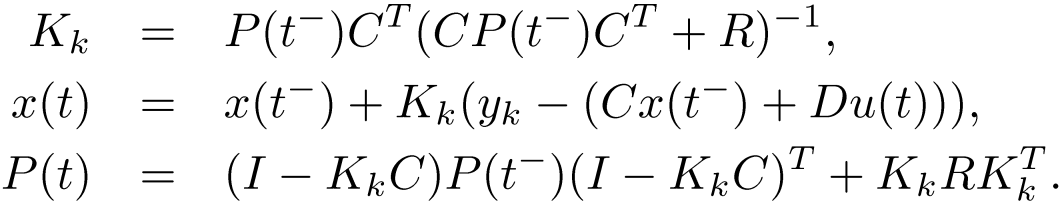 K_k = P(t^-)C^T(CP(t^-)C^T + R)^{-1},
x(t) = x(t^-) + K_k(y_k - (Cx(t^-) + Du(t))),
P(t) = (I - K_kC)P(t^-)(I - K_kC)^T + K_kRK_k^T.